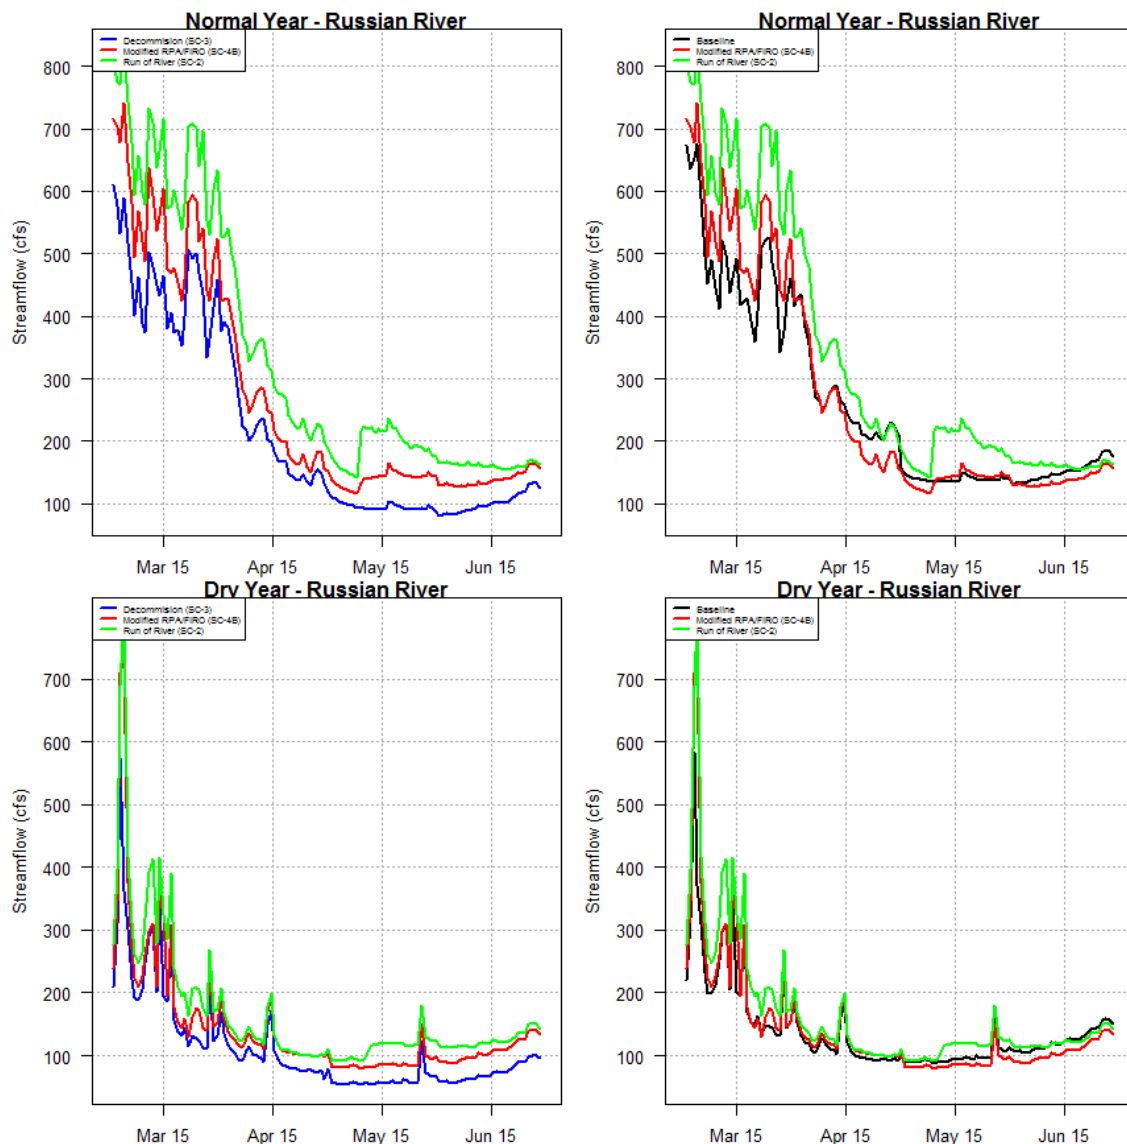 Normal Year - Russian River
Decommision (SC-3)
Modified RPA/FIRO (SC-4B)
Run of River (SC-2)
Streamflow (cfs)
800
700
600
500
400
300
200
100
Mar 15
Apr 15
May 15
Jun 15
Normal Year - Russian River
Baseline
Modified RPA/FIRO (SC-4B)
Run of River (SC-2)
Streamflow (cfs)
800
700
600
500
400
300
200
100
Mar 15
Apr 15
May 15
Jun 15
Dry Year - Russian River
Decommision (SC-3)
Modified RPA/FIRO (SC-4B)
Run of River (SC-2)
Streamflow (cfs)
700
600
500
400
300
200
100
Mar 15
Apr 15
May 15
Jun 15
Dry Year - Russian River
Baseline
Modified RPA/FIRO (SC-4B)
Run of River (SC-2)
Streamflow (cfs)
700
600
500
400
300
200
100
Mar 15
Apr 15
May 15
Jun 15